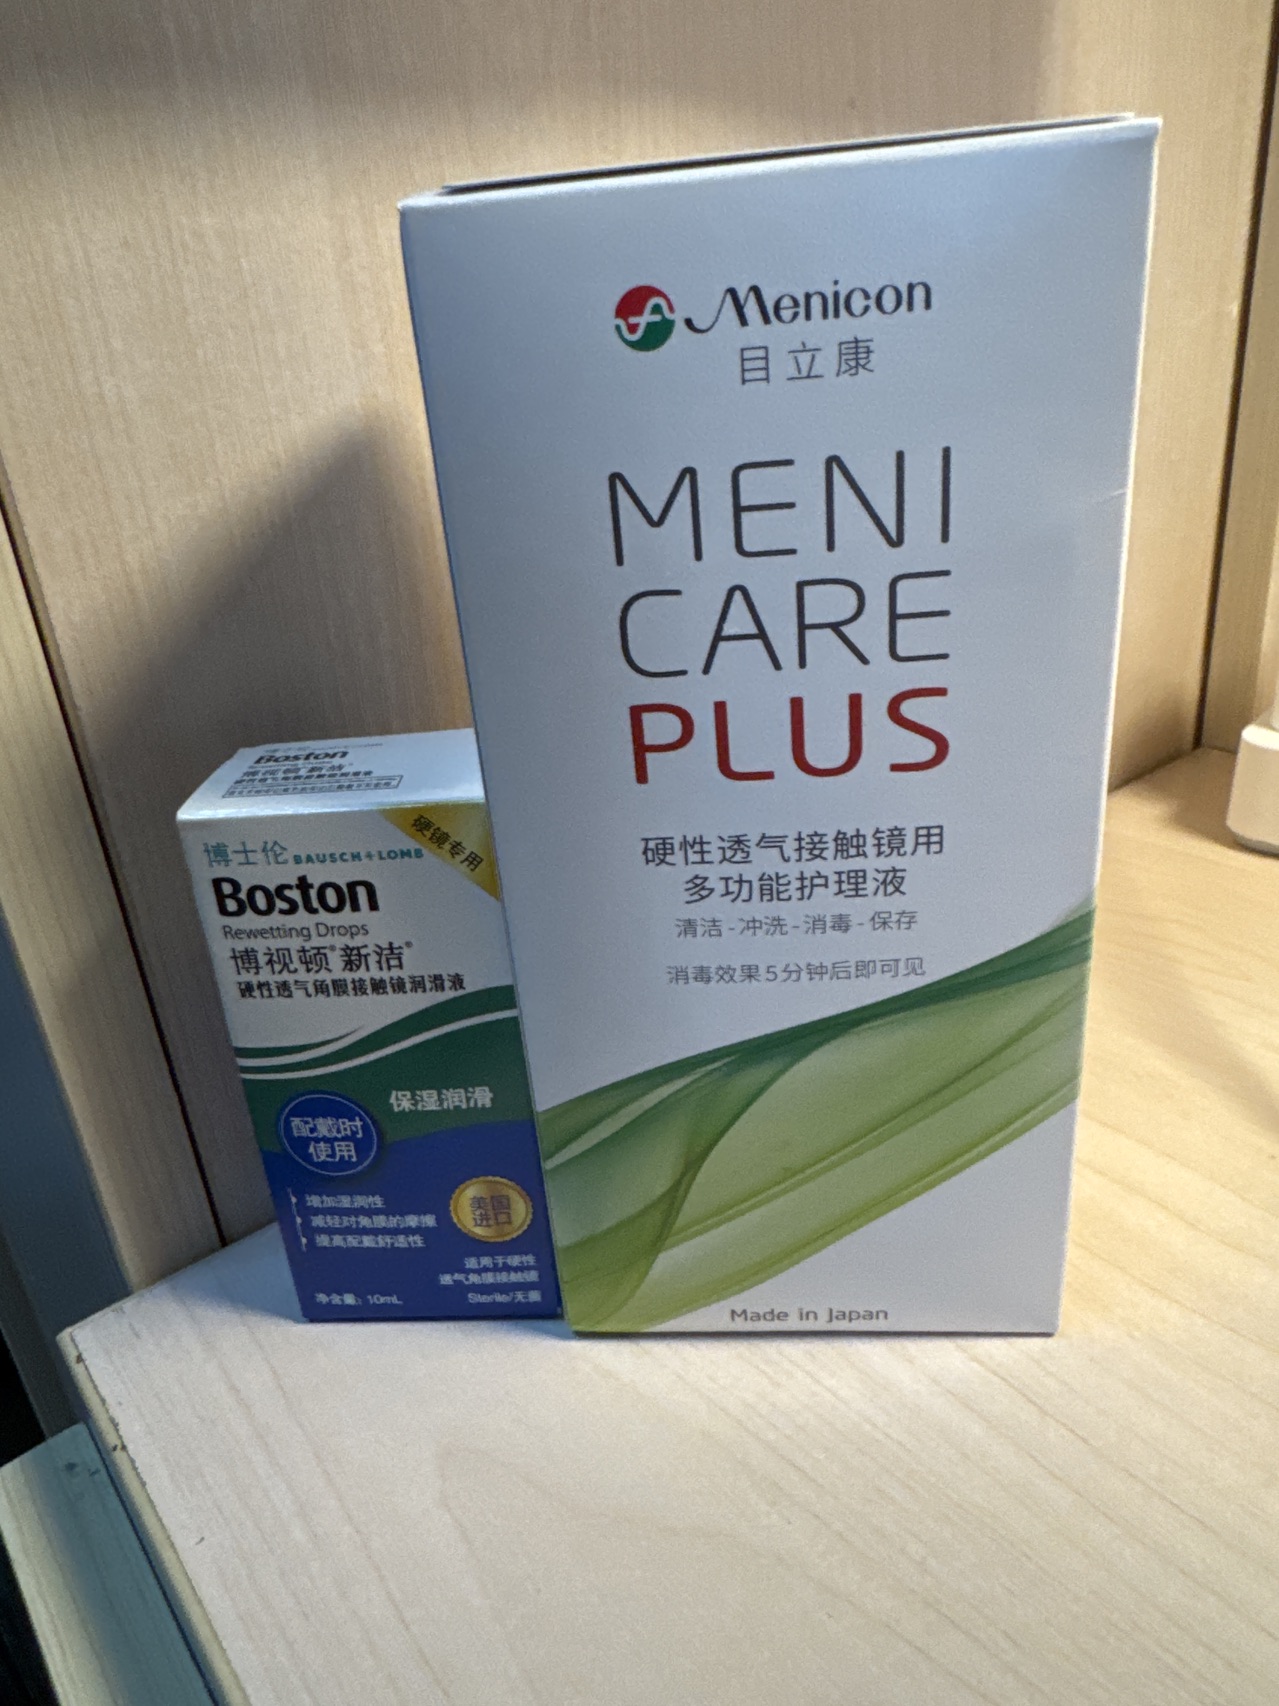 Menicon
目立康
MENI
CARE
PLUS
硬性透气接触镜用
多功能护理液
清洁-冲洗-消毒-保存
消毒效果5分钟后即可见
Made in Japan
Boston
博视顿 新洁
硬镜专用
博士伦 BAUSCH+LOMB
Boston
Rewetting Drops
博视顿®新洁®
硬性透气角膜接触镜润滑液
保湿润滑
配戴时
使用
增加湿润性
减轻对角膜的摩擦
提高配戴舒适性
美国
进口
适用于硬性
透气角膜接触镜
净含量: 10mL
Sterile/无菌